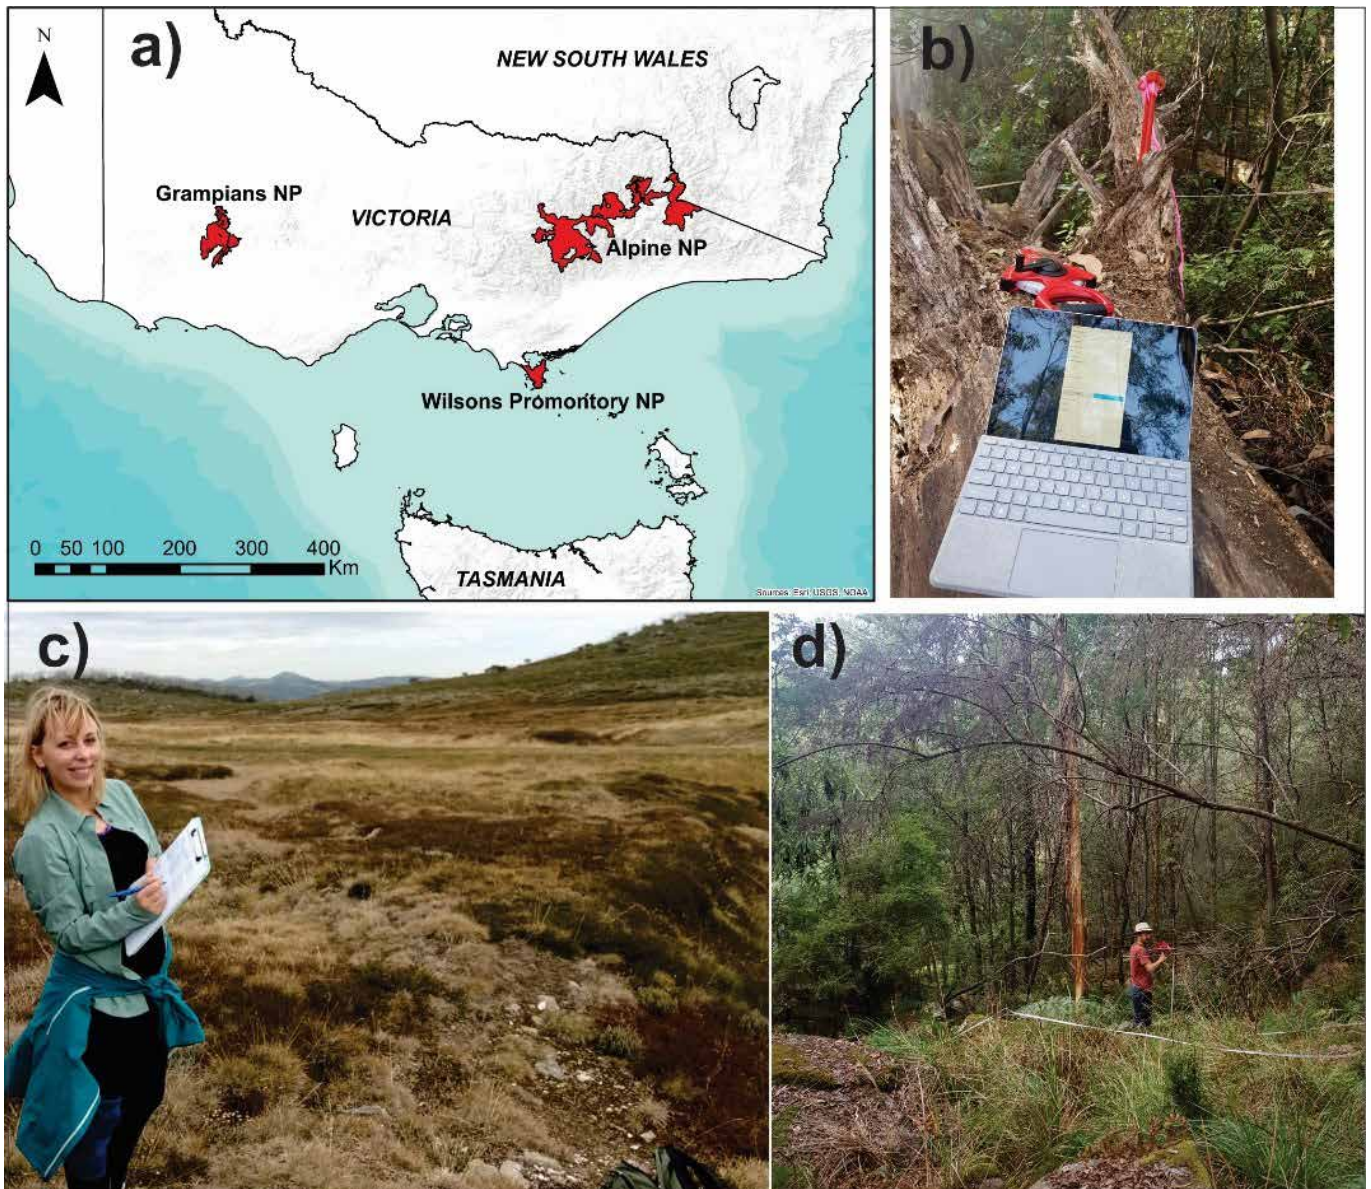 a)
N
NEW SOUTH WALES
Grampians NP
VICTORIA
Alpine NP
Wilsons Promontory NP
0 50 100 200 300 400
Km
TASMANIA
Sources: Esri, USGS, NOAA
b)
c)
d)